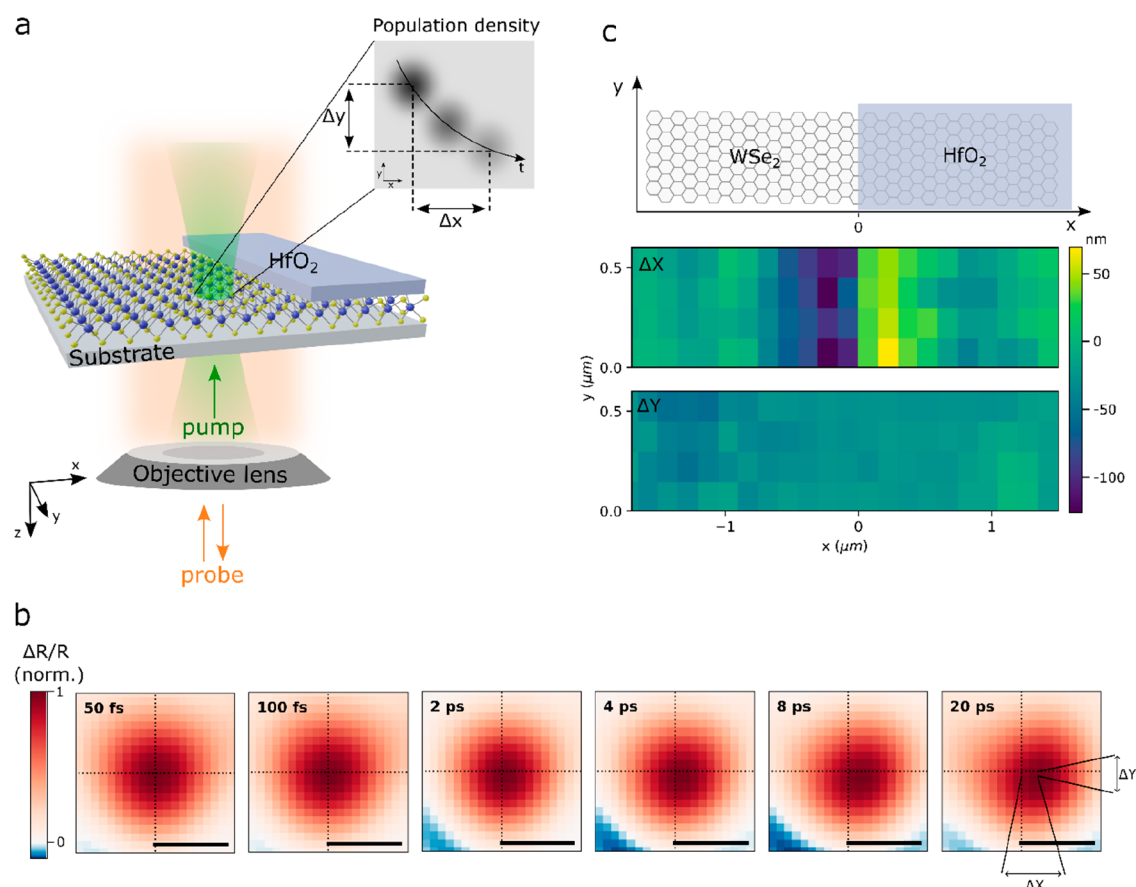 a
Population density
Δy
t
y
x
Δx
HfO₂
Substrate
pump
Objective lens
x
y
z
probe
c
y
WSe₂
HfO₂
0
x
nm
ΔX
0.5
0.0
y (μm)
50
0
-50
-100
ΔY
0.5
0.0
-1
0
1
x (μm)
b
ΔR/R
(norm.)
1
0
50 fs
100 fs
2 ps
4 ps
8 ps
20 ps
ΔY
ΔX